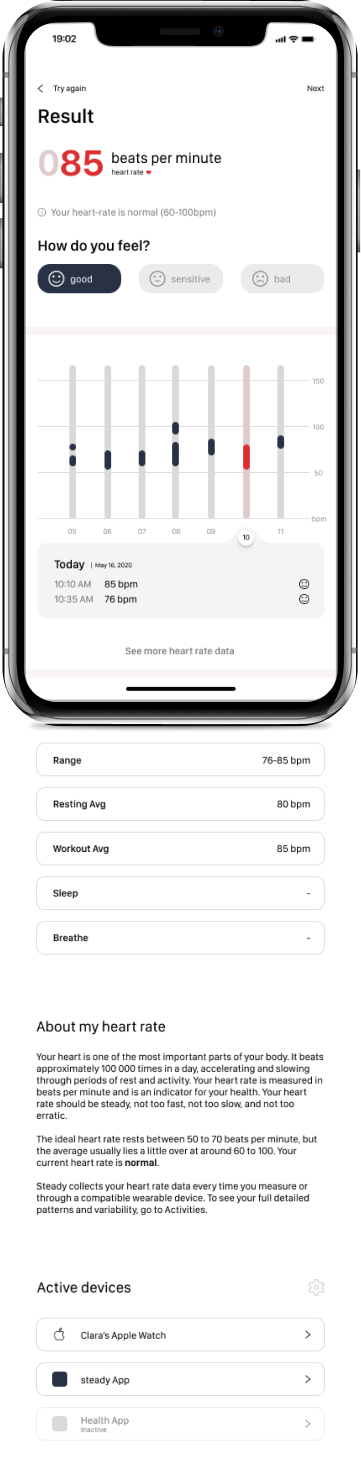 19:02
Try again Next
Result
085 beats per minute
heart rate
Your heart-rate is normal (60-100bpm)
How do you feel?
good sensitive bad
150
100
50
bpm
05 06 07 08 09 10 11
Today | May 16, 2020
10:10 AM 85 bpm
10:35 AM 76 bpm
See more heart rate data
Range 76-85 bpm
Resting Avg 80 bpm
Workout Avg 85 bpm
Sleep -
Breathe -
About my heart rate
Your heart is one of the most important parts of your body. It beats
approximately 100 000 times in a day, accelerating and slowing
through periods of rest and activity. Your heart rate is measured in
beats per minute and is an indicator for your health. Your heart
rate should be steady, not too fast, not too slow, and not too
erratic.
The ideal heart rate rests between 50 to 70 beats per minute, but
the average usually lies a little over at around 60 to 100. Your
current heart rate is normal.
Steady collects your heart rate data every time you measure or
through a compatible wearable device. To see your full detailed
patterns and variability, go to Activities.
Active devices
Clara's Apple Watch
steady App
Health App
Inactive